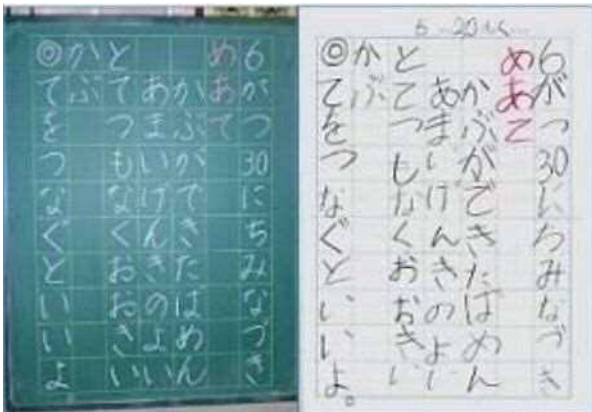 6がつ30にちみなづき
めあて
かぶができたばめん
あまいげんきのよい
とてつもなくおおきい
かぶ
◎てをつなぐといいよ
6がつ30にちみなづき
めあて
かぶができたばめん
あまいげんきのよい
とてつもなくおおきい
かぶ
◎てをつなぐといいよ。